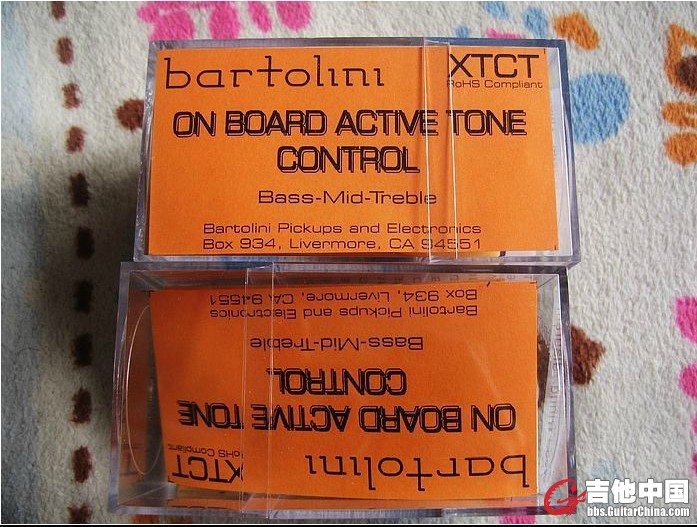 bartolini XTCT
RoHS Compliant
ON BOARD ACTIVE TONE
CONTROL
Bass-Mid-Treble
Bartolini Pickups and Electronics
Box 934, Livermore, CA 94551
bartolini XTCT
RoHS Compliant
ON BOARD ACTIVE TONE
CONTROL
Bass-Mid-Treble
Bartolini Pickups and Electronics
Box 934, Livermore, CA 94551
吉他中国
bbs.GuitarChina.com